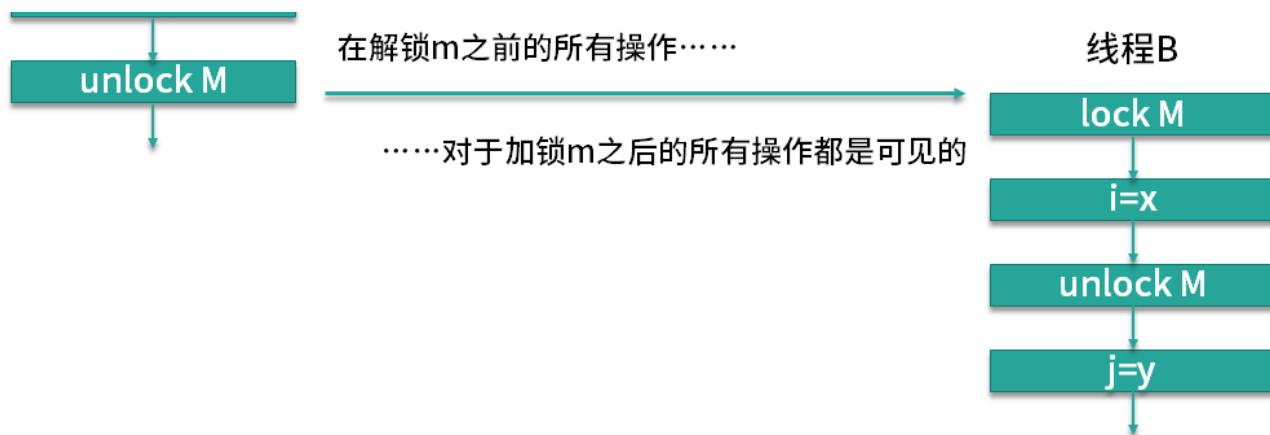 unlock M
在解锁m之前的所有操作……
……对于加锁m之后的所有操作都是可见的
线程B
lock M
i=x
unlock M
j=y